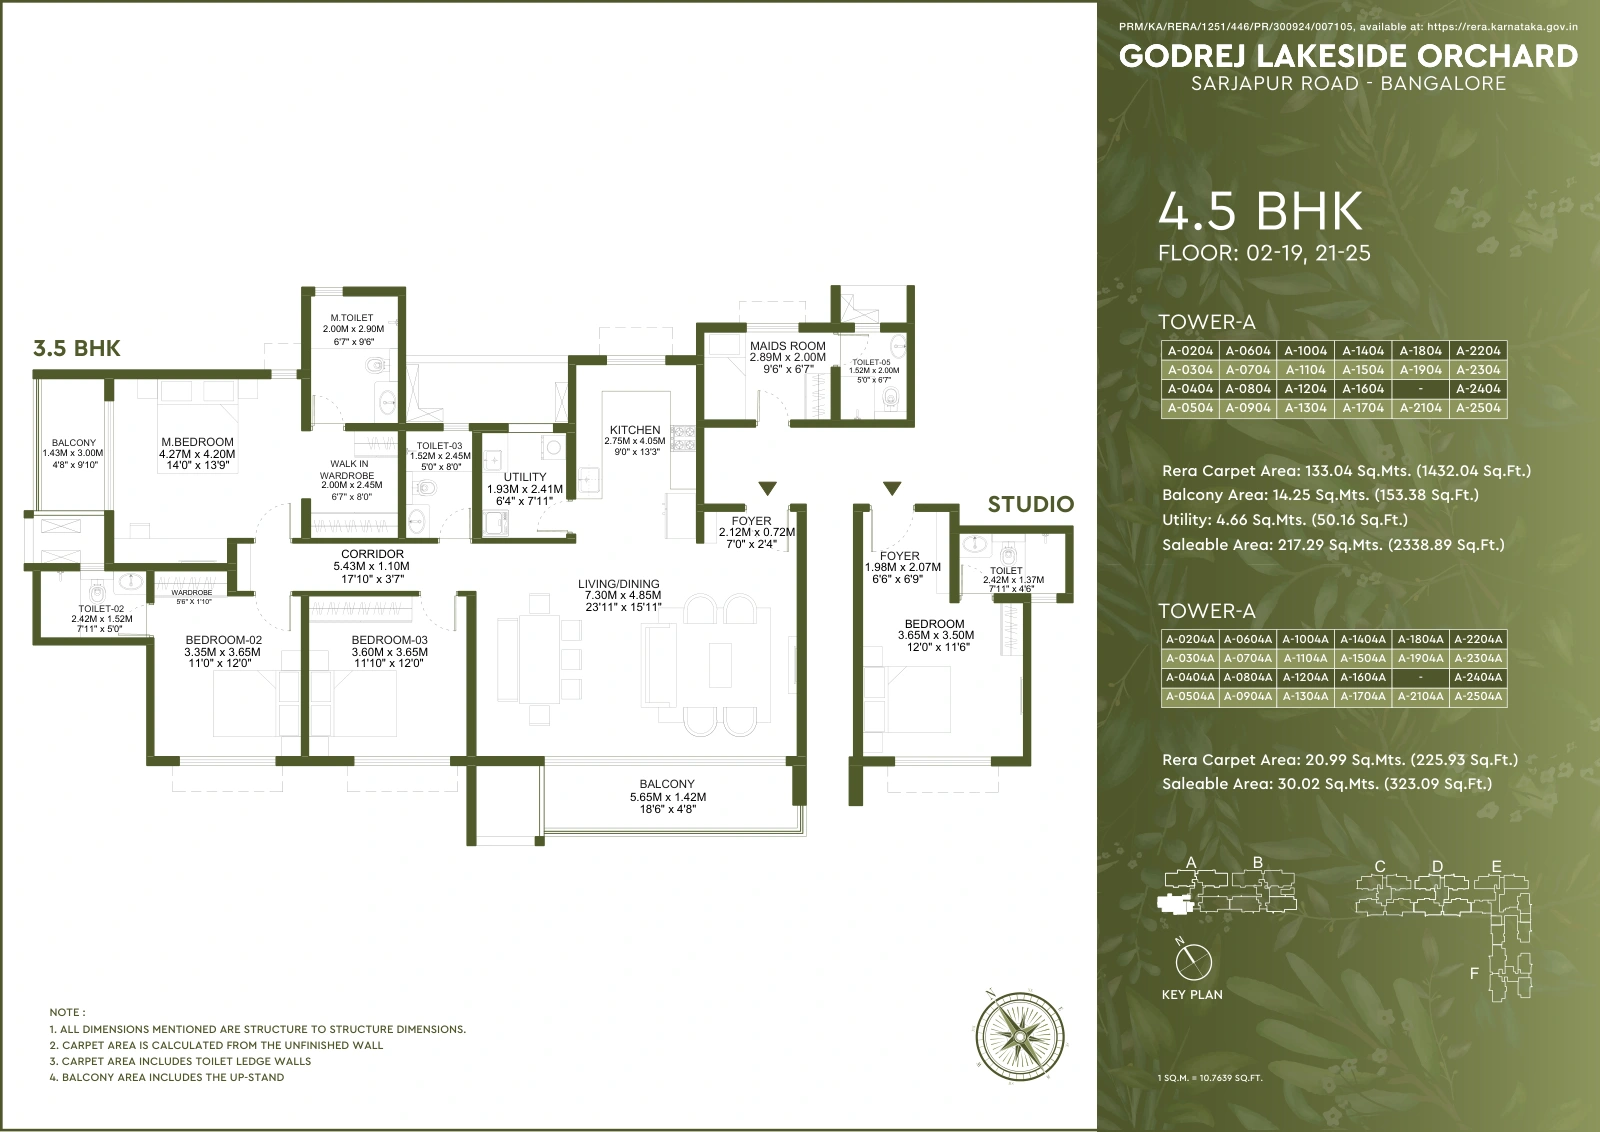 PRM/KA/RERA/1251/446/PR/300924/007105, available at: https://rera.karnataka.gov.in
GODREJ LAKESIDE ORCHARD
SARJAPUR ROAD - BANGALORE
4.5 BHK
FLOOR: 02-19, 21-25
TOWER-A
A-0204 A-0604 A-1004 A-1404 A-1804 A-2204
A-0304 A-0704 A-1104 A-1504 A-1904 A-2304
A-0404 A-0804 A-1204 A-1604 - A-2404
A-0504 A-0904 A-1304 A-1704 A-2104 A-2504
Rera Carpet Area: 133.04 Sq.Mts. (1432.04 Sq.Ft.)
Balcony Area: 14.25 Sq.Mts. (153.38 Sq.Ft.)
Utility: 4.66 Sq.Mts. (50.16 Sq.Ft.)
Saleable Area: 217.29 Sq.Mts. (2338.89 Sq.Ft.)
TOWER-A
A-0204A A-0604A A-1004A A-1404A A-1804A A-2204A
A-0304A A-0704A A-1104A A-1504A A-1904A A-2304A
A-0404A A-0804A A-1204A A-1604A - A-2404A
A-0504A A-0904A A-1304A A-1704A A-2104A A-2504A
Rera Carpet Area: 20.99 Sq.Mts. (225.93 Sq.Ft.)
Saleable Area: 30.02 Sq.Mts. (323.09 Sq.Ft.)
A B C D E
F
N
KEY PLAN
1 SQ.M. = 10.7639 SQ.FT.
3.5 BHK
M.TOILET
2.00M x 2.90M
6'7" x 9'6"
BALCONY
1.43M x 3.00M
4'8" x 9'10"
M.BEDROOM
4.27M x 4.20M
14'0" x 13'9"
WALK IN
WARDROBE
2.00M x 2.45M
6'7" x 8'0"
TOILET-03
1.52M x 2.45M
5'0" x 8'0"
UTILITY
1.93M x 2.41M
6'4" x 7'11"
KITCHEN
2.75M x 4.05M
9'0" x 13'3"
MAIDS ROOM
2.89M x 2.00M
9'6" x 6'7"
TOILET-05
1.52M x 2.00M
5'0" x 6'7"
FOYER
2.12M x 0.72M
7'0" x 2'4"
CORRIDOR
5.43M x 1.10M
17'10" x 3'7"
LIVING/DINING
7.30M x 4.85M
23'11" x 15'11"
TOILET-02
2.42M x 1.52M
7'11" x 5'0"
WARDROBE
5'6" X 1'10"
BEDROOM-02
3.35M x 3.65M
11'0" x 12'0"
BEDROOM-03
3.60M x 3.65M
11'10" x 12'0"
BALCONY
5.65M x 1.42M
18'6" x 4'8"
STUDIO
FOYER
1.98M x 2.07M
6'6" x 6'9"
TOILET
2.42M x 1.37M
7'11" x 4'6"
BEDROOM
3.65M x 3.50M
12'0" x 11'6"
NOTE :
1. ALL DIMENSIONS MENTIONED ARE STRUCTURE TO STRUCTURE DIMENSIONS.
2. CARPET AREA IS CALCULATED FROM THE UNFINISHED WALL
3. CARPET AREA INCLUDES TOILET LEDGE WALLS
4. BALCONY AREA INCLUDES THE UP-STAND
N